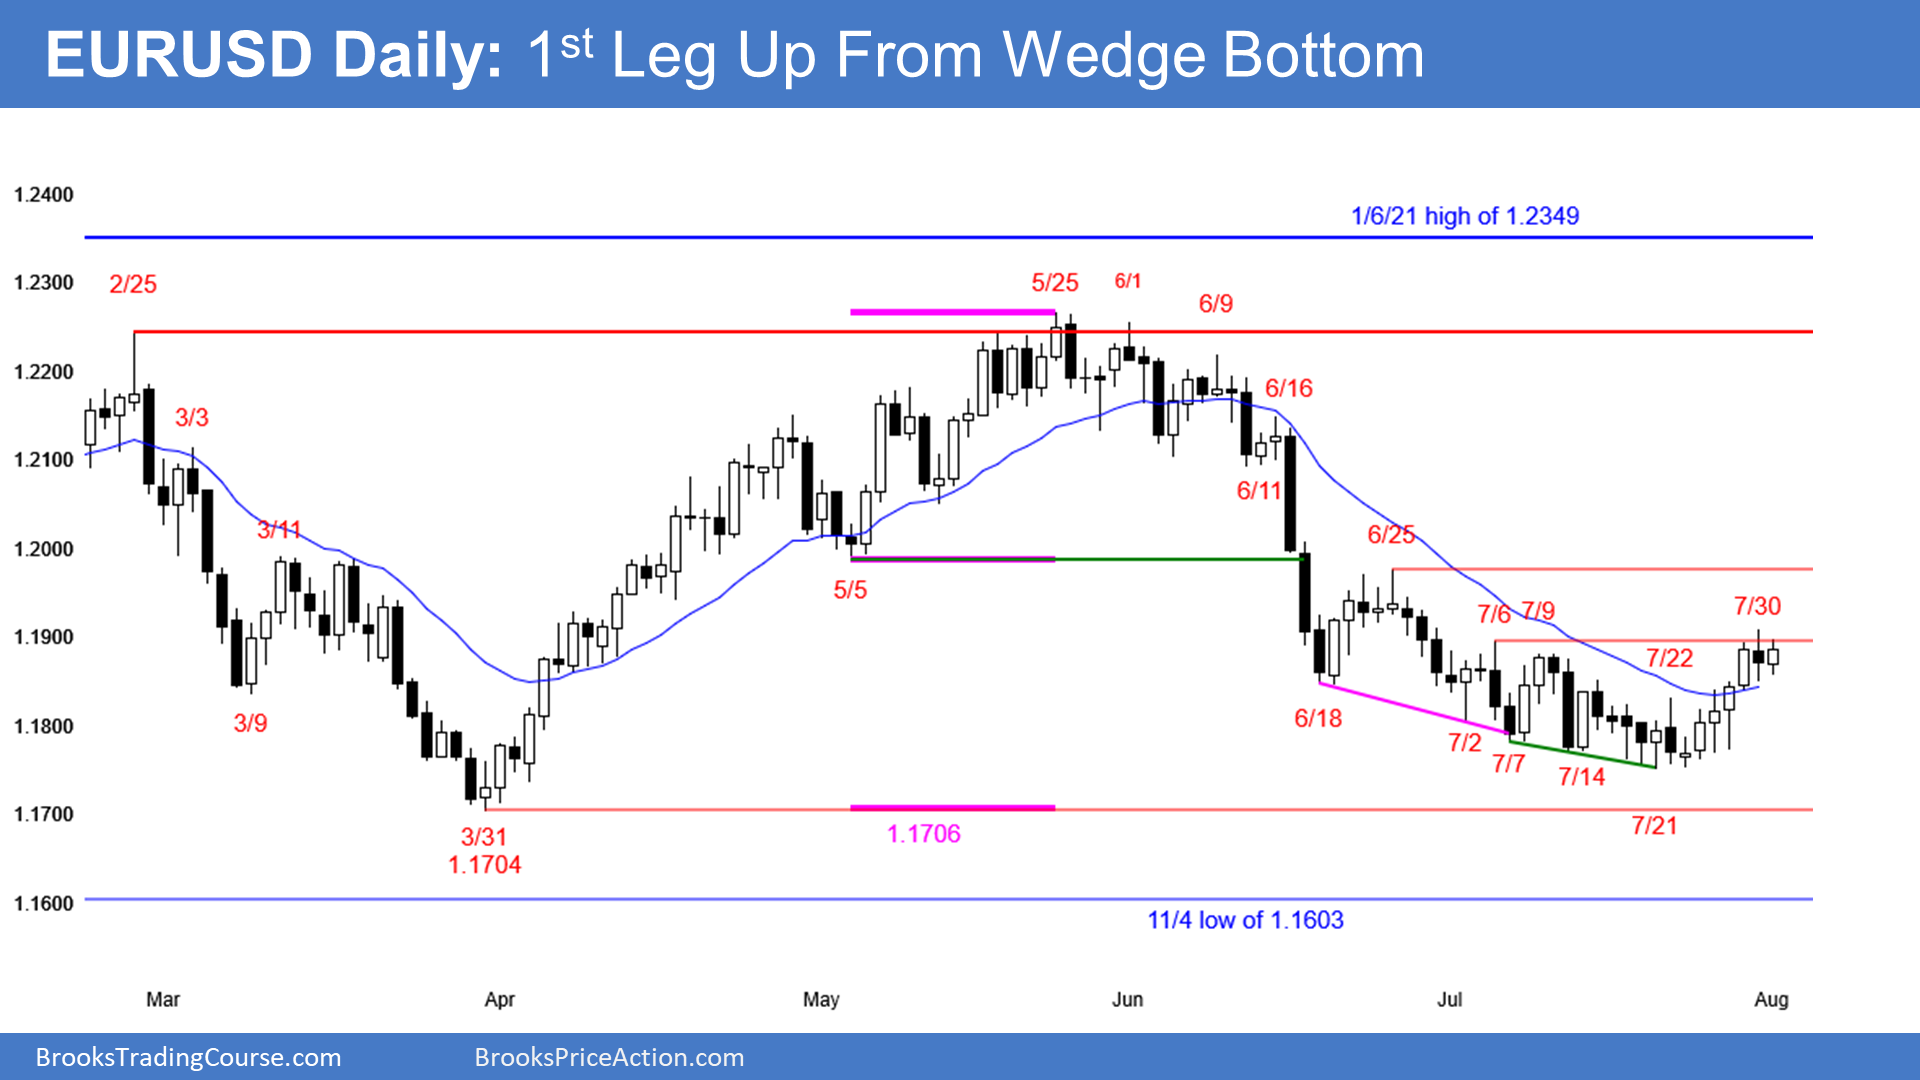 EURUSD Daily: 1st Leg Up From Wedge Bottom
1.2400
1/6/21 high of 1.2349
1.2300
2/25
5/25
6/1
6/9
1.2200
6/16
3/3
1.2100
6/11
3/11
6/25
1.2000
5/5
7/6
7/9
7/30
1.1900
7/22
3/9
6/18
1.1800
7/2
7/7
7/14
1.1700
7/21
3/31
1.1706
1.1704
1.1600
11/4 low of 1.1603
Mar
Apr
May
Jun
Jul
Aug
BrooksTradingCourse.com
BrooksPriceAction.com